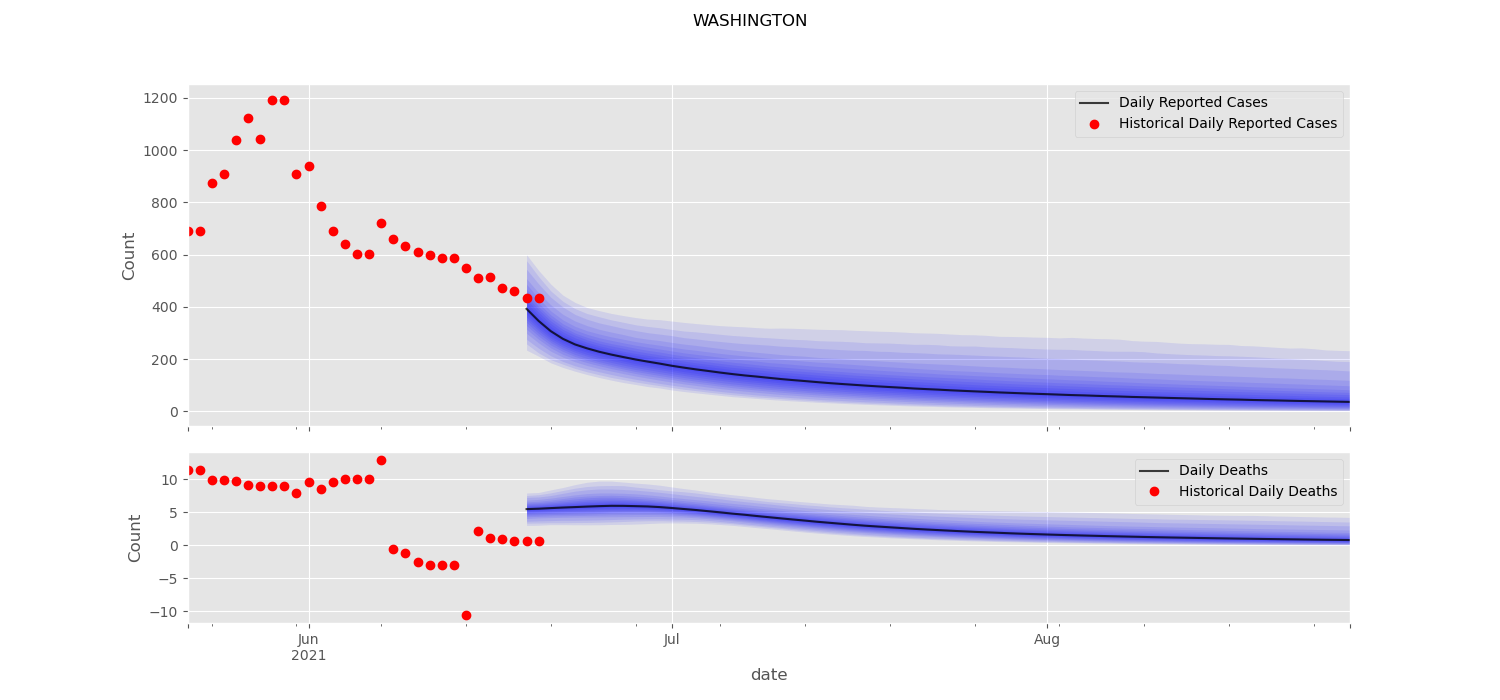 WASHINGTON
1200
1000
800
600
400
200
0
Count
Daily Reported Cases
Historical Daily Reported Cases
10
5
0
−5
−10
Count
Daily Deaths
Historical Daily Deaths
Jun
2021
Jul
Aug
date